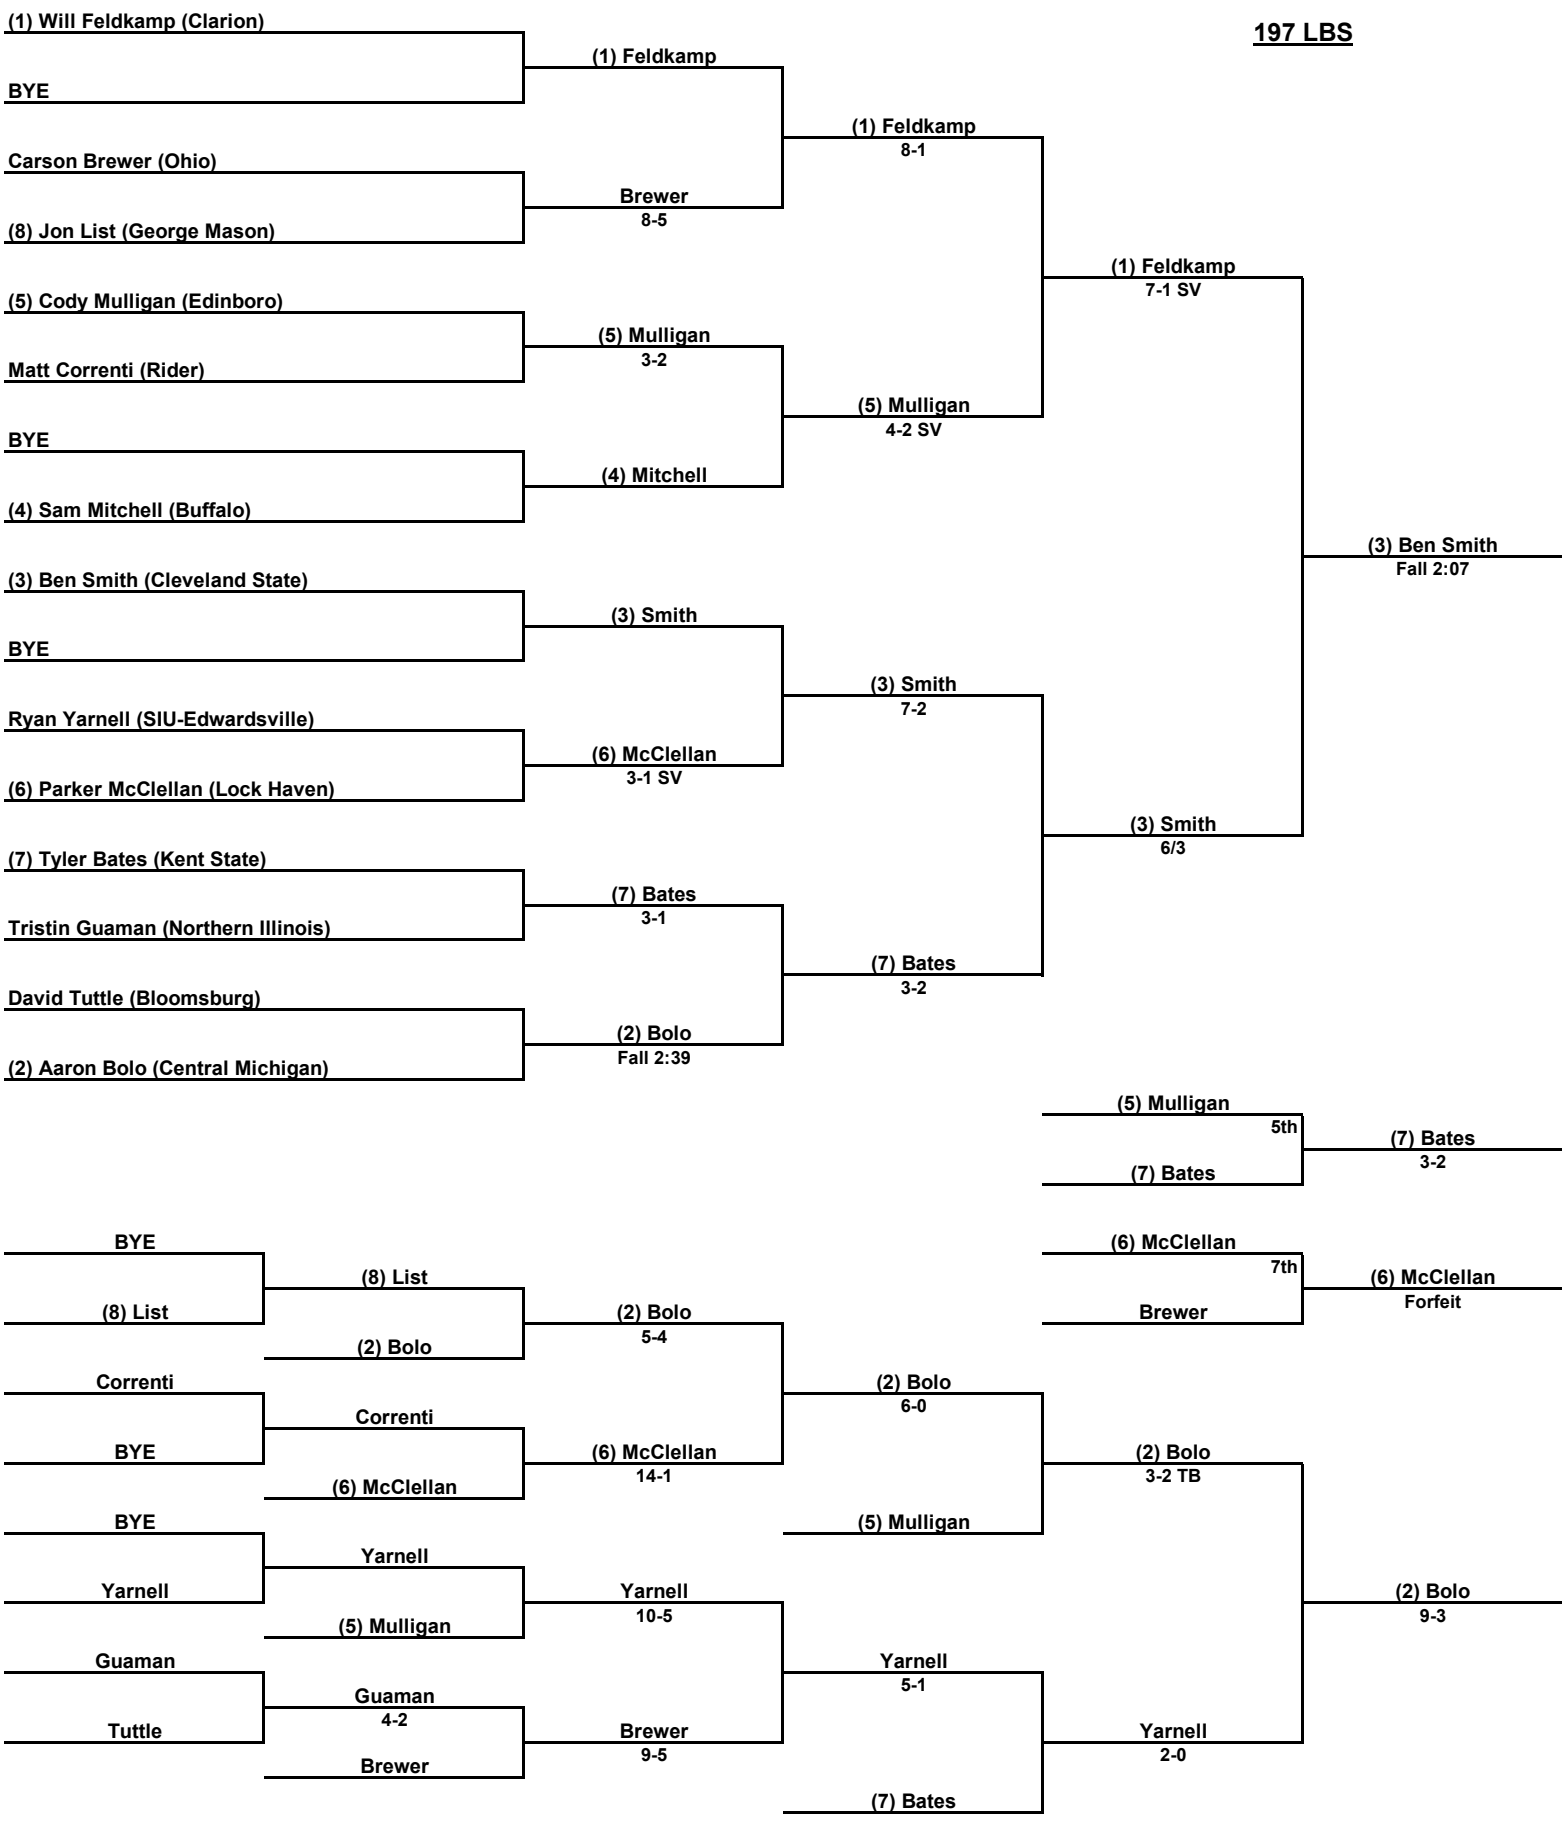 (1) Will Feldkamp (Clarion)
197 LBS
(1) Feldkamp
BYE
(1) Feldkamp
8-1
Carson Brewer (Ohio)
Brewer
8-5
(8) Jon List (George Mason)
(1) Feldkamp
7-1 SV
(5) Cody Mulligan (Edinboro)
(5) Mulligan
3-2
Matt Correnti (Rider)
(5) Mulligan
4-2 SV
BYE
(4) Mitchell
(4) Sam Mitchell (Buffalo)
(3) Ben Smith
Fall 2:07
(3) Ben Smith (Cleveland State)
(3) Smith
BYE
(3) Smith
7-2
Ryan Yarnell (SIU-Edwardsville)
(6) McClellan
3-1 SV
(6) Parker McClellan (Lock Haven)
(3) Smith
6/3
(7) Tyler Bates (Kent State)
(7) Bates
3-1
Tristin Guaman (Northern Illinois)
(7) Bates
3-2
David Tuttle (Bloomsburg)
(2) Bolo
Fall 2:39
(2) Aaron Bolo (Central Michigan)
(5) Mulligan
5th
(7) Bates
3-2
(7) Bates
BYE
(6) McClellan
7th
(8) List
(6) McClellan
Forfeit
(8) List
(2) Bolo
5-4
Brewer
(2) Bolo
Correnti
(2) Bolo
6-0
Correnti
BYE
(6) McClellan
14-1
(2) Bolo
3-2 TB
(6) McClellan
BYE
(5) Mulligan
Yarnell
Yarnell
Yarnell
10-5
(2) Bolo
9-3
(5) Mulligan
Guaman
Yarnell
5-1
Guaman
4-2
Tuttle
Brewer
9-5
Yarnell
2-0
Brewer
(7) Bates